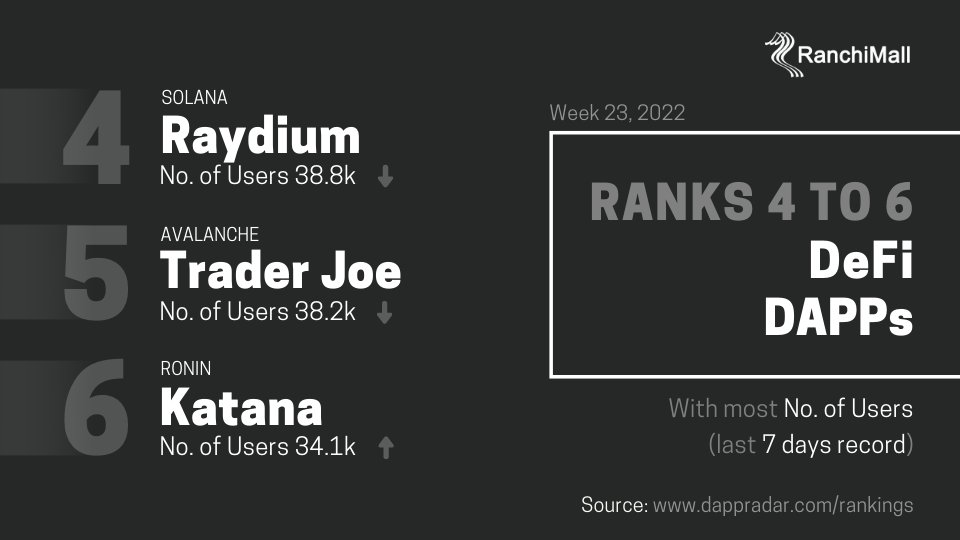 RanchiMall
4
SOLANA
Raydium
No. of Users 38.8k
5
AVALANCHE
Trader Joe
No. of Users 38.2k
6
RONIN
Katana
No. of Users 34.1k
Week 23, 2022
RANKS 4 TO 6
DeFi
DAPPs
With most No. of Users
(last 7 days record)
Source: www.dappradar.com/rankings